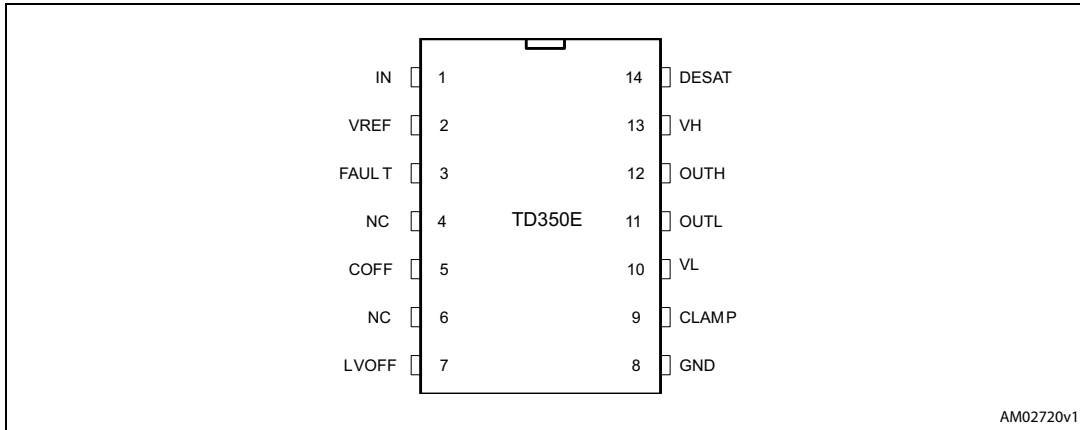 IN 1 14 DESAT
VREF 2 13 VH
FAULT 3 12 OUTH
NC 4 TD350E 11 OUTL
COFF 5 10 VL
NC 6 9 CLAMP
LVOFF 7 8 GND
AM02720v1